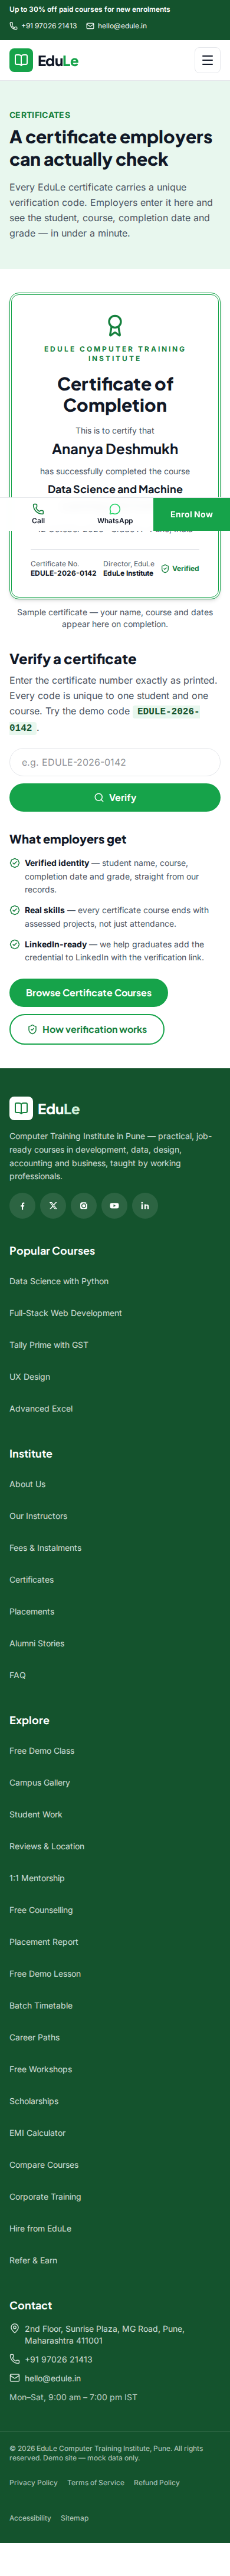 Up to 30% off paid courses for new enrolments
+91 97026 21413 hello@edule.in
EduLe
CERTIFICATES
A certificate employers
can actually check
Every EduLe certificate carries a unique
verification code. Employers enter it here and
see the student, course, completion date and
grade — in under a minute.
EDULE COMPUTER TRAINING
INSTITUTE
Certificate of
Completion
This is to certify that
Ananya Deshmukh
has successfully completed the course
Data Science and Machine
Call
WhatsApp
Enrol Now
Certificate No.
EDULE-2026-0142
Director, EduLe
EduLe Institute
Verified
Sample certificate — your name, course and dates
appear here on completion.
Verify a certificate
Enter the certificate number exactly as printed.
Every code is unique to one student and one
course. Try the demo code EDULE-2026-
0142 .
e.g. EDULE-2026-0142
Verify
What employers get
Verified identity — student name, course,
completion date and grade, straight from our
records.
Real skills — every certificate course ends with
assessed projects, not just attendance.
LinkedIn-ready — we help graduates add the
credential to LinkedIn with the verification link.
Browse Certificate Courses
How verification works
EduLe
Computer Training Institute in Pune — practical, job-
ready courses in development, data, design,
accounting and business, taught by working
professionals.
Popular Courses
Data Science with Python
Full-Stack Web Development
Tally Prime with GST
UX Design
Advanced Excel
Institute
About Us
Our Instructors
Fees & Instalments
Certificates
Placements
Alumni Stories
FAQ
Explore
Free Demo Class
Campus Gallery
Student Work
Reviews & Location
1:1 Mentorship
Free Counselling
Placement Report
Free Demo Lesson
Batch Timetable
Career Paths
Free Workshops
Scholarships
EMI Calculator
Compare Courses
Corporate Training
Hire from EduLe
Refer & Earn
Contact
2nd Floor, Sunrise Plaza, MG Road, Pune,
Maharashtra 411001
+91 97026 21413
hello@edule.in
Mon–Sat, 9:00 am – 7:00 pm IST
© 2026 EduLe Computer Training Institute, Pune. All rights
reserved. Demo site — mock data only.
Privacy Policy Terms of Service Refund Policy
Accessibility Sitemap